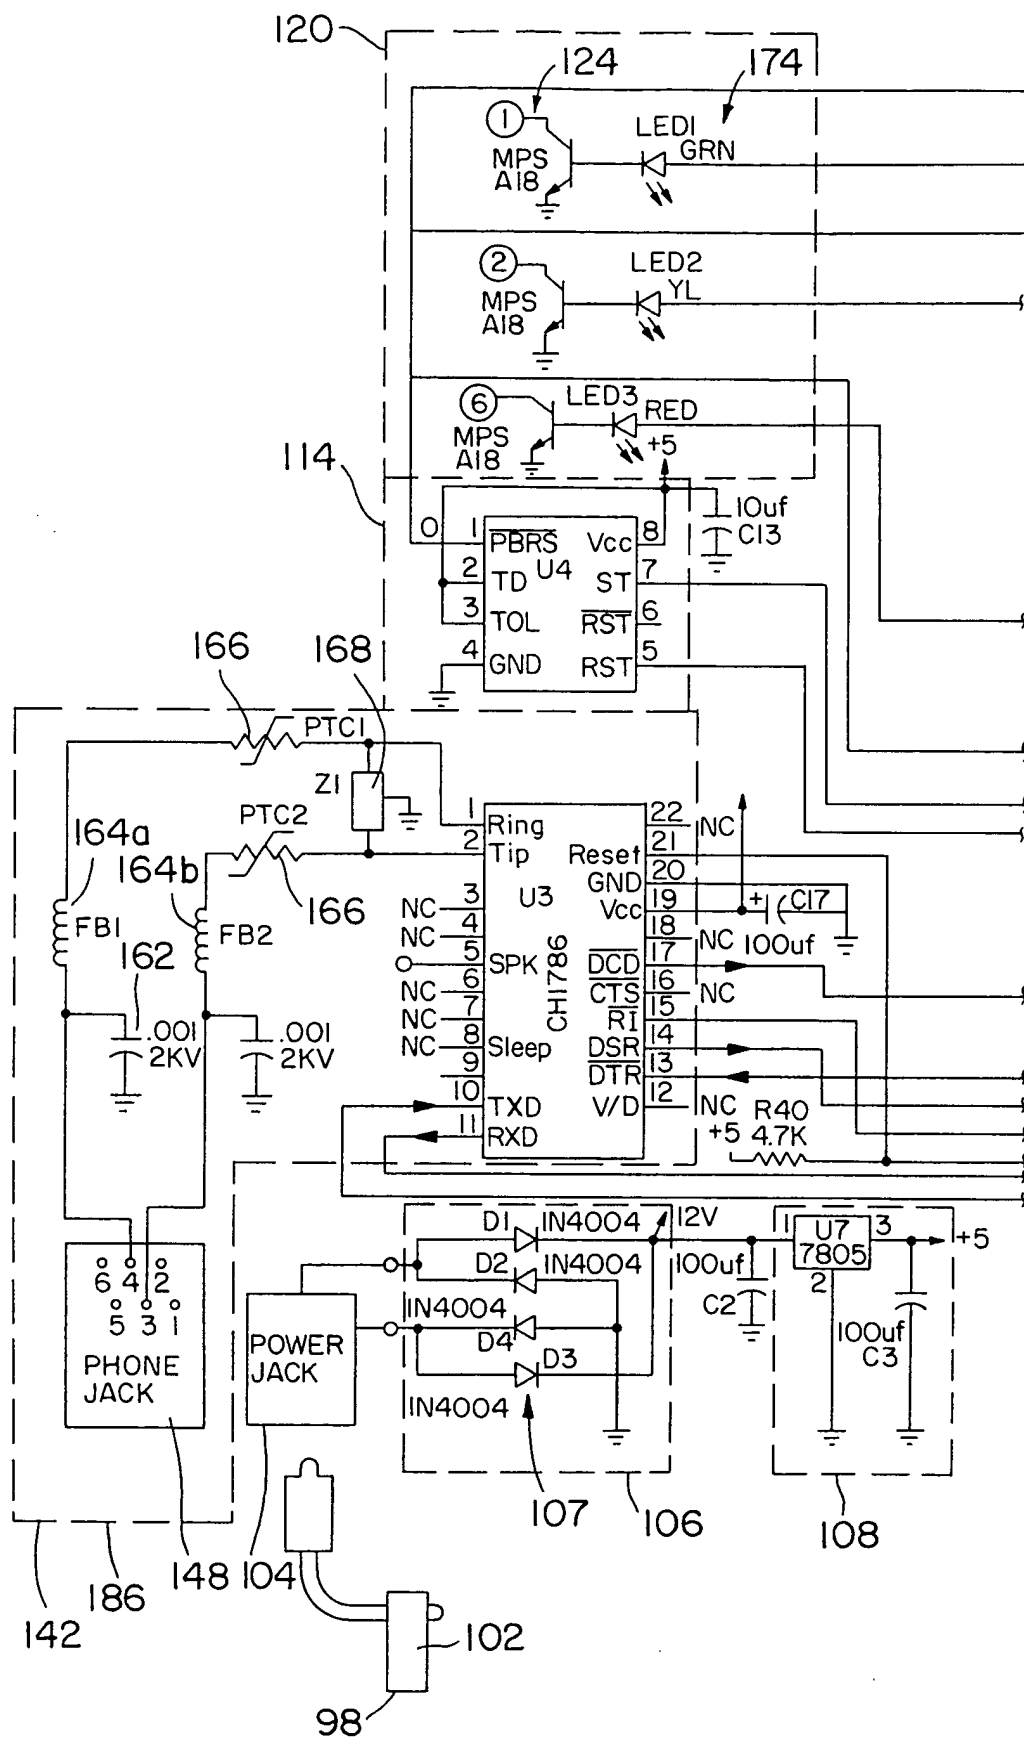 120
124
174
1
LED1
GRN
MPS
A18
2
LED2
YL
MPS
A18
6
LED3
RED
MPS
A18
+5
114
10uf
C13
0
1
PBRS
Vcc
8
2
TD
U4
ST
7
3
TOL
RST
6
4
GND
RST
5
166
168
PTC1
Z1
PTC2
164a
164b
166
FB1
FB2
162
.001
2KV
.001
2KV
1
Ring
22
NC
2
Tip
Reset
21
U3
GND
20
NC
3
Vcc
19
+
C17
100uf
NC
4
18
NC
5
SPK
DCD
17
NC
6
CTS
16
NC
NC
7
RI
15
NC
8
Sleep
DSR
14
9
DTR
13
10
TXD
V/D
12
NC
11
RXD
CH1786
R40
+5
4.7K
D1
1N4004
12V
D2
1N4004
1N4004
D4
D3
1N4004
100uf
C2
1
U7
7805
3
2
+5
100uf
C3
6
4
2
5
3
1
PHONE
JACK
POWER
JACK
107
106
108
148
104
186
142
102
98